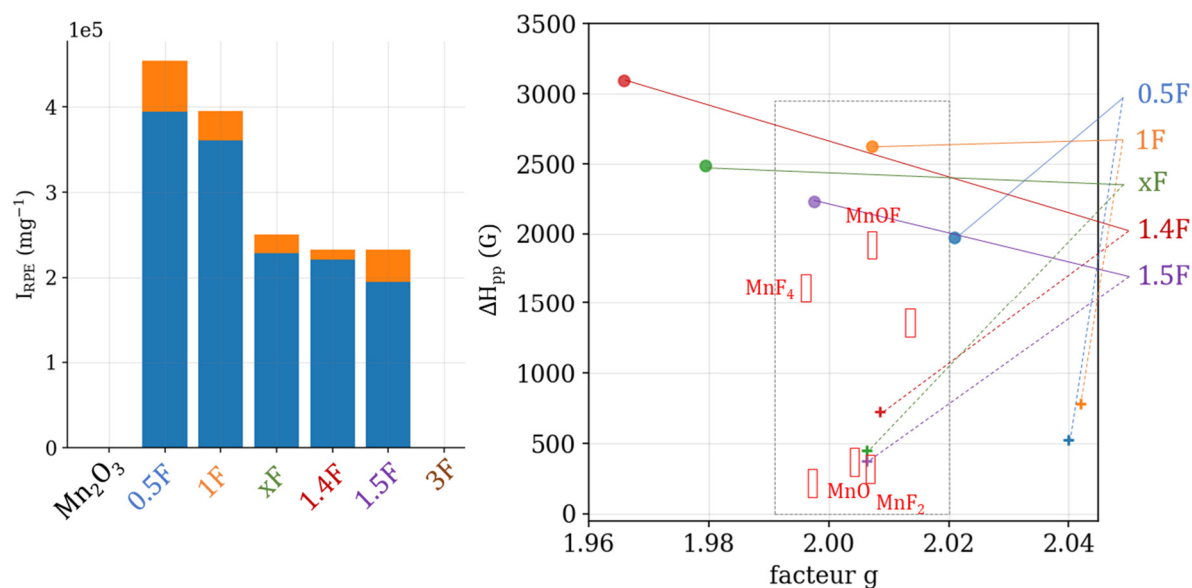 1e5
I_RPE (mg⁻¹)
4
3
2
1
0
Mn₂O₃
0.5F
1F
xF
1.4F
1.5F
3F
ΔH_pp (G)
3500
3000
2500
2000
1500
1000
500
0
1.96
1.98
2.00
2.02
2.04
facteur g
MnOF
MnF₄
MnO
MnF₂
0.5F
1F
xF
1.4F
1.5F